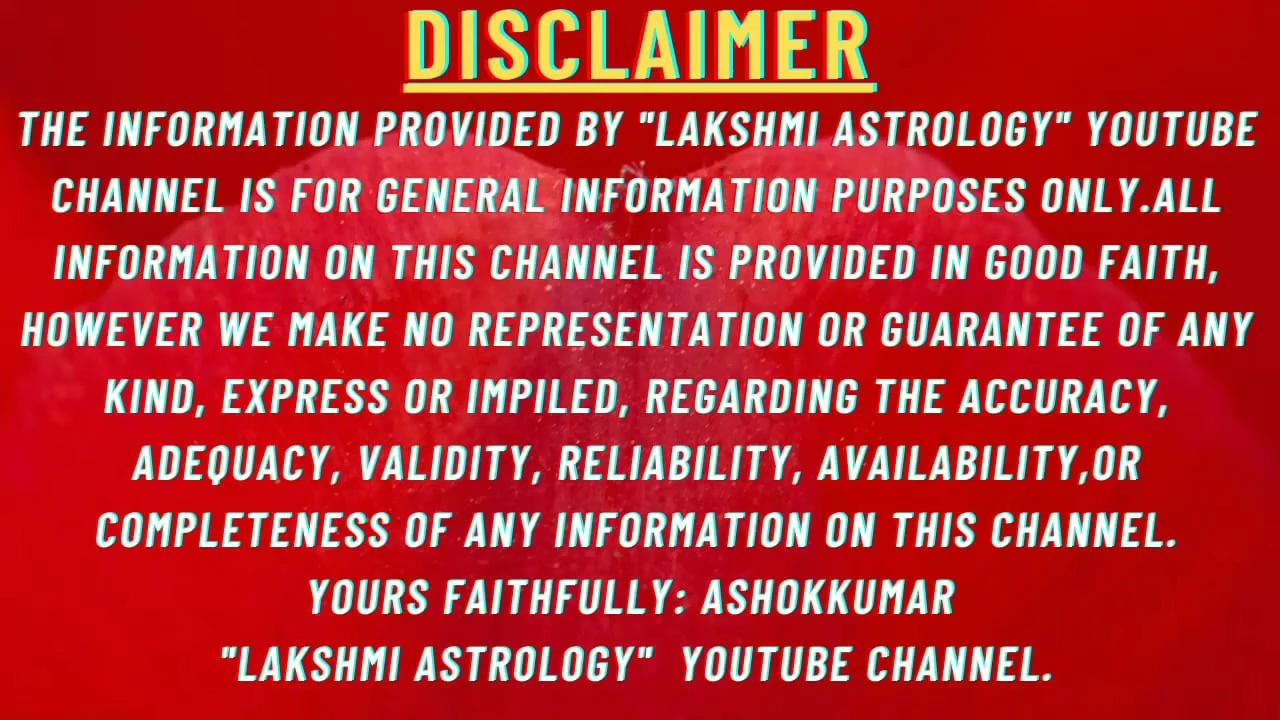 DISCLAIMER
THE INFORMATION PROVIDED BY "LAKSHMI ASTROLOGY" YOUTUBE
CHANNEL IS FOR GENERAL INFORMATION PURPOSES ONLY.ALL
INFORMATION ON THIS CHANNEL IS PROVIDED IN GOOD FAITH,
HOWEVER WE MAKE NO REPRESENTATION OR GUARANTEE OF ANY
KIND, EXPRESS OR IMPILED, REGARDING THE ACCURACY,
ADEQUACY, VALIDITY, RELIABILITY, AVAILABILITY,OR
COMPLETENESS OF ANY INFORMATION ON THIS CHANNEL.
YOURS FAITHFULLY: ASHOKKUMAR
"LAKSHMI ASTROLOGY"  YOUTUBE CHANNEL.